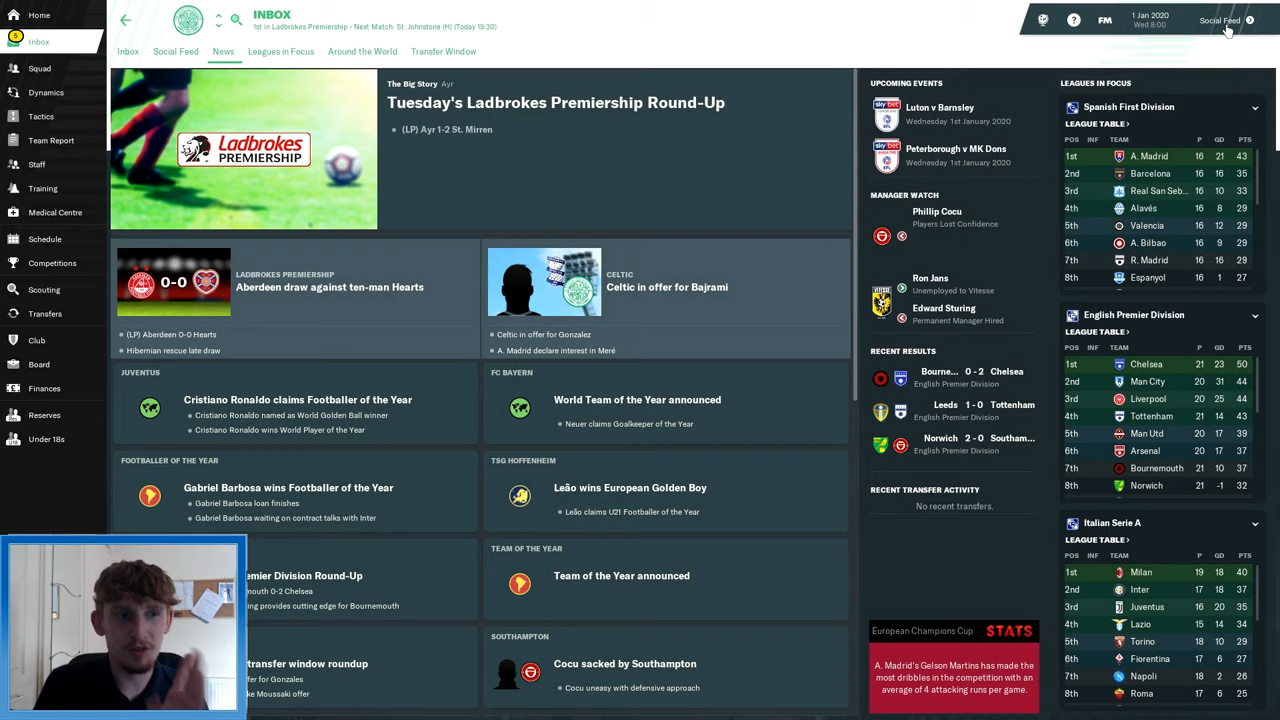 Home
5
Inbox
Squad
Dynamics
Tactics
Team Report
Staff
Training
Medical Centre
Schedule
Competitions
Scouting
Transfers
Club
Board
Finances
Reserves
Under 18s
INBOX
1st in Ladbrokes Premiership - Next Match: St. Johnstone (H) (Today 19:30)
? FM
1 Jan 2020
Wed 8:00
Social Feed
Inbox Social Feed News Leagues in Focus Around the World Transfer Window
Ladbrokes
PREMIERSHIP
The Big Story Ayr
Tuesday's Ladbrokes Premiership Round-Up
(LP) Ayr 1-2 St. Mirren
0-0
LADBROKES PREMIERSHIP
Aberdeen draw against ten-man Hearts
(LP) Aberdeen 0-0 Hearts
Hibernian rescue late draw
CELTIC
Celtic in offer for Bajrami
Celtic in offer for Gonzalez
A. Madrid declare interest in Meré
JUVENTUS
Cristiano Ronaldo claims Footballer of the Year
Cristiano Ronaldo named as World Golden Ball winner
Cristiano Ronaldo wins World Player of the Year
FC BAYERN
World Team of the Year announced
Neuer claims Goalkeeper of the Year
FOOTBALLER OF THE YEAR
Gabriel Barbosa wins Footballer of the Year
Gabriel Barbosa loan finishes
Gabriel Barbosa waiting on contract talks with Inter
TSG HOFFENHEIM
Leão wins European Golden Boy
Leão claims U21 Footballer of the Year
emier Division Round-Up
mouth 0-2 Chelsea
ing provides cutting edge for Bournemouth
TEAM OF THE YEAR
Team of the Year announced
transfer window roundup
fer for Gonzales
ke Moussaki offer
SOUTHAMPTON
Cocu sacked by Southampton
Cocu uneasy with defensive approach
UPCOMING EVENTS
sky bet
EFL
Luton v Barnsley
Wednesday 1st January 2020
sky bet
EFL
Peterborough v MK Dons
Wednesday 1st January 2020
MANAGER WATCH
Phillip Cocu
Players Lost Confidence
Ron Jans
Unemployed to Vitesse
Edward Sturing
Permanent Manager Hired
RECENT RESULTS
Bourne... 0 - 2 Chelsea
English Premier Division
Leeds 1 - 0 Tottenham
English Premier Division
Norwich 2 - 0 Southam...
English Premier Division
RECENT TRANSFER ACTIVITY
No recent transfers.
European Champions Cup STATS
A. Madrid's Gelson Martins has made the
most dribbles in the competition with an
average of 4 attacking runs per game.
LEAGUES IN FOCUS
Spanish First Division
LEAGUE TABLE
POS INF TEAM P GD PTS
1st A. Madrid 16 21 43
2nd Barcelona 16 16 35
3rd Real San Seb... 16 10 33
4th Alavés 16 8 29
5th Valencia 16 12 29
6th A. Bilbao 16 9 29
7th R. Madrid 16 16 29
8th Espanyol 16 1 27
English Premier Division
LEAGUE TABLE
POS INF TEAM P GD PTS
1st Chelsea 21 23 50
2nd Man City 20 31 44
3rd Liverpool 20 25 44
4th Tottenham 21 14 43
5th Man Utd 20 17 39
6th Arsenal 20 17 37
7th Bournemouth 21 10 37
8th Norwich 21 -1 32
Italian Serie A
LEAGUE TABLE
POS INF TEAM P GD PTS
1st Milan 19 18 40
2nd Inter 17 18 37
3rd Juventus 16 20 35
4th Lazio 15 14 34
5th Torino 18 10 29
6th Fiorentina 17 6 27
7th Napoli 18 2 26
8th Roma 17 6 25